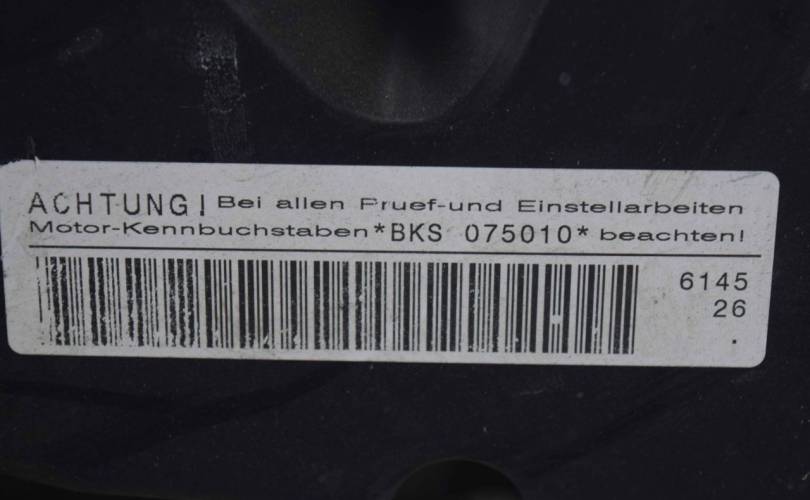 ACHTUNG! Bei allen Pruef-und Einstellarbeiten
Motor-Kennbuchstaben *BKS 075010* beachten!
6145
26
.